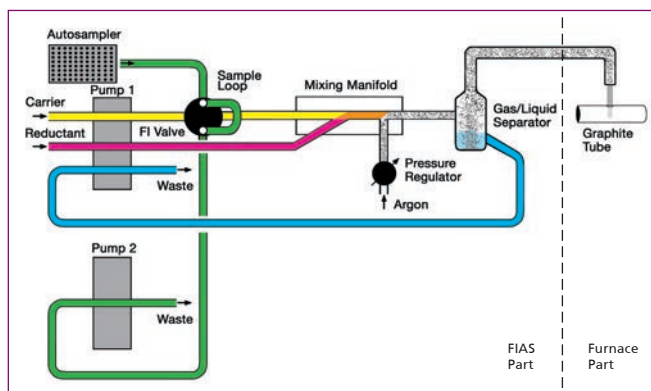 Autosampler
Pump 1
Sample
Loop
Mixing Manifold
Carrier
FI Valve
Gas/Liquid
Separator
Graphite
Tube
Reductant
Waste
Pressure
Regulator
Argon
Pump 2
Waste
FIAS
Part
Furnace
Part